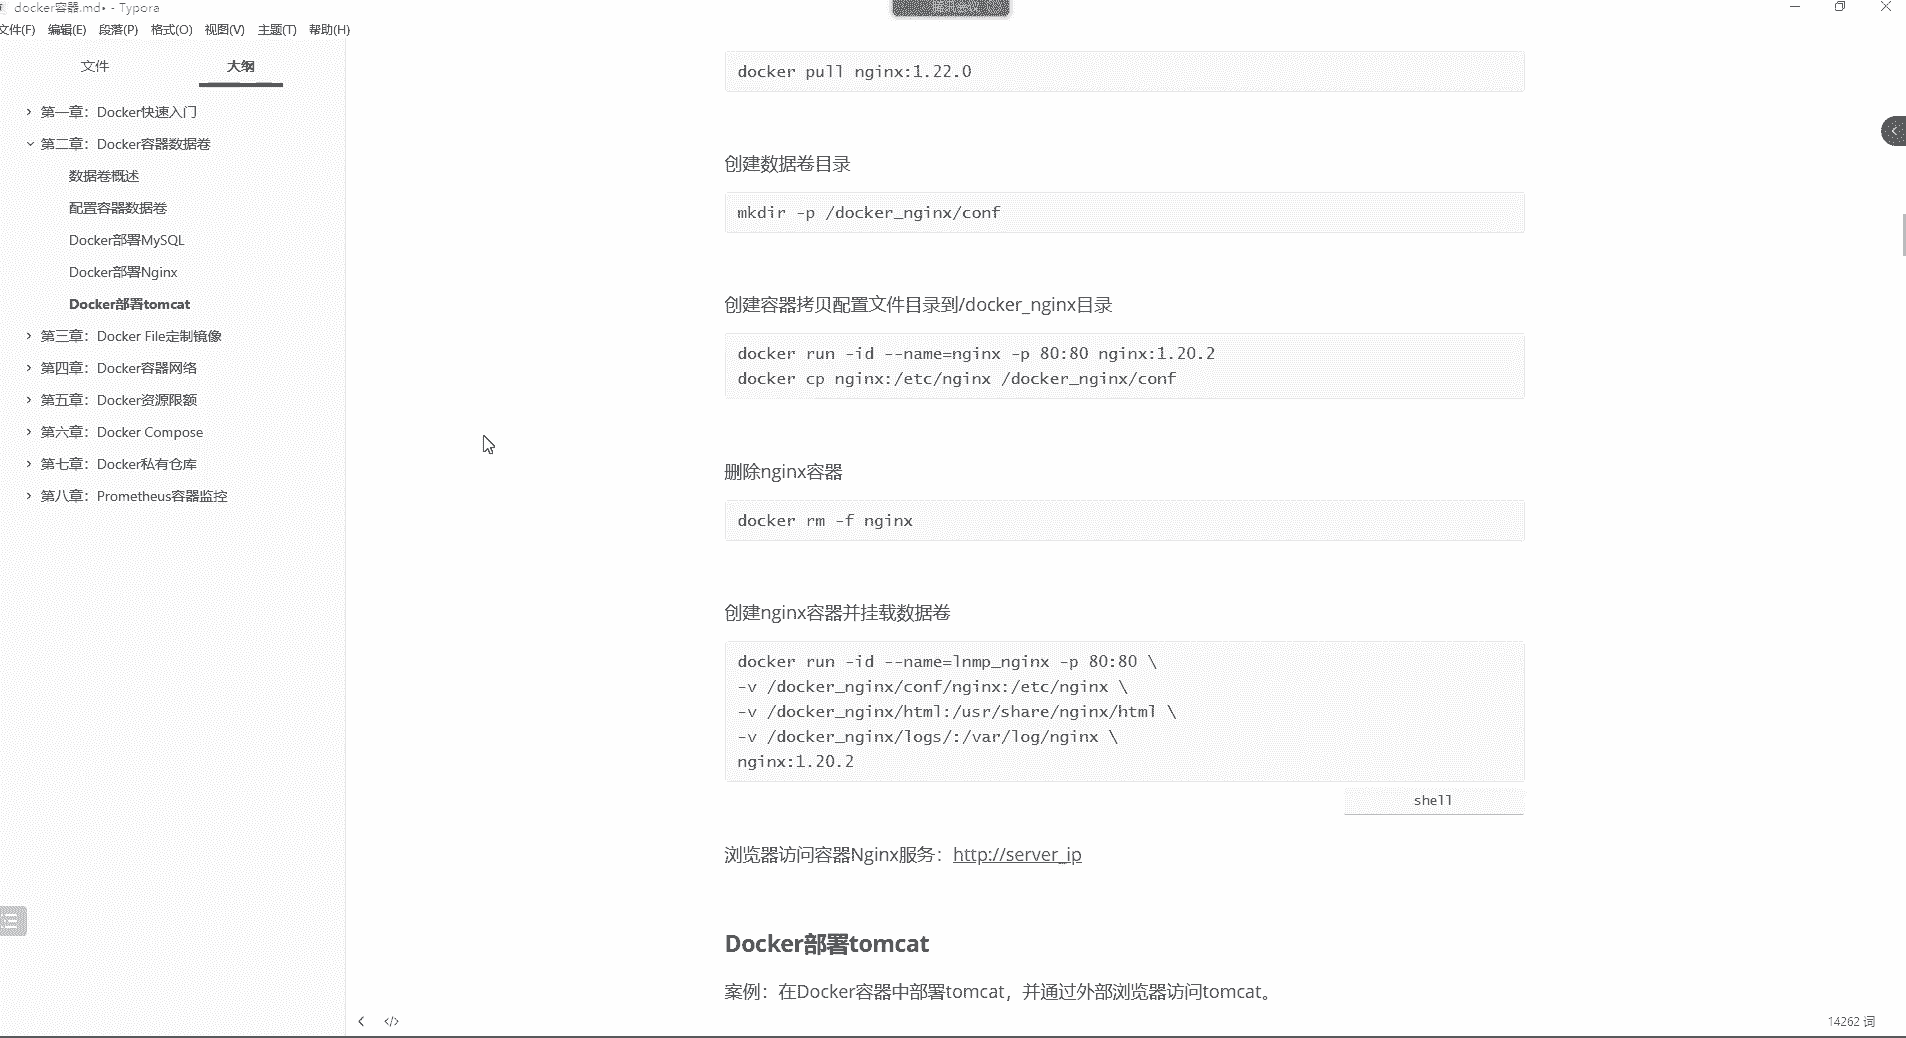 docker容器.md• - Typora
文件(F) 编辑(E) 段落(P) 格式(O) 视图(V) 主题(T) 帮助(H)
文件 大纲
第一章：Docker快速入门
第二章：Docker容器数据卷
数据卷概述
配置容器数据卷
Docker部署MySQL
Docker部署Nginx
Docker部署tomcat
第三章：Docker File定制镜像
第四章：Docker容器网络
第五章：Docker资源限额
第六章：Docker Compose
第七章：Docker私有仓库
第八章：Prometheus容器监控
docker pull nginx:1.22.0
创建数据卷目录
mkdir -p /docker_nginx/conf
创建容器拷贝配置文件目录到/docker_nginx目录
docker run -id --name=nginx -p 80:80 nginx:1.20.2
docker cp nginx:/etc/nginx /docker_nginx/conf
删除nginx容器
docker rm -f nginx
创建nginx容器并挂载数据卷
docker run -id --name=lnmp_nginx -p 80:80 \
-v /docker_nginx/conf/nginx:/etc/nginx \
-v /docker_nginx/html:/usr/share/nginx/html \
-v /docker_nginx/logs/:/var/log/nginx \
nginx:1.20.2
shell
浏览器访问容器Nginx服务：http://server_ip
Docker部署tomcat
案例：在Docker容器中部署tomcat，并通过外部浏览器访问tomcat。
14262 词